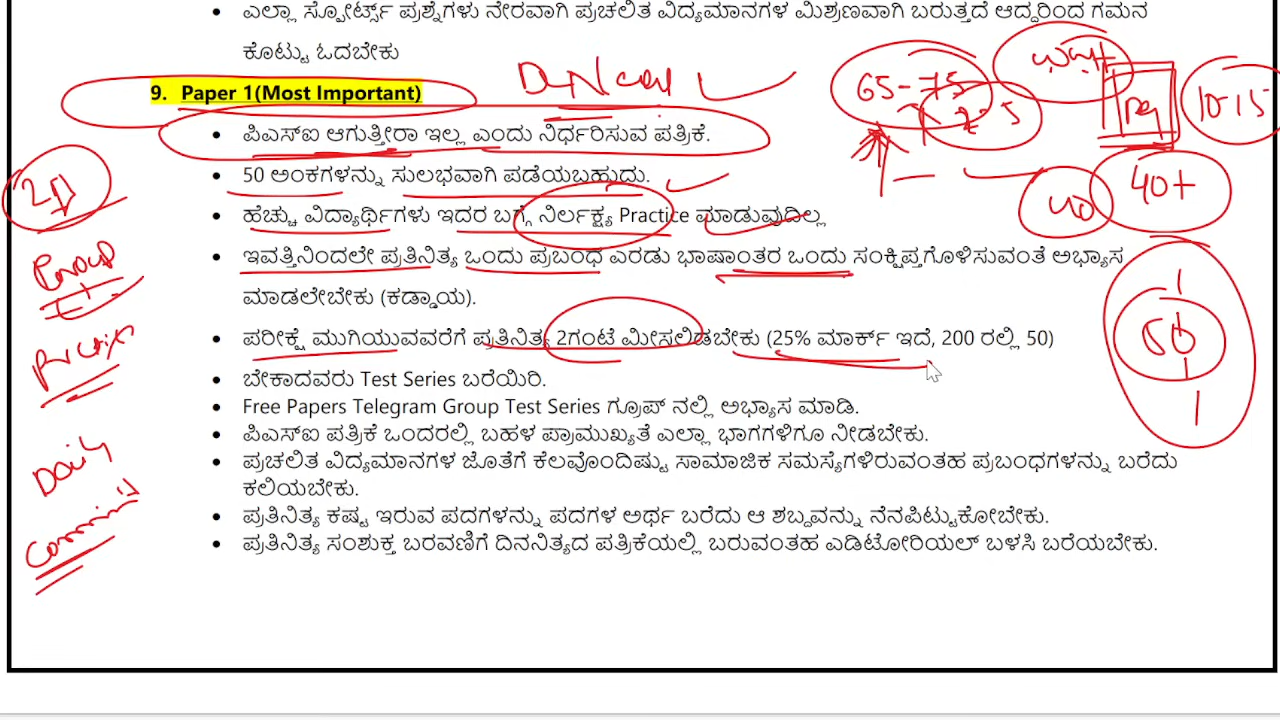 • ಎಲ್ಲಾ ಸ್ಪೋರ್ಟ್ಸ್ ಪ್ರಶ್ನೆಗಳು ನೇರವಾಗಿ ಪ್ರಚಲಿತ ವಿದ್ಯಮಾನಗಳ ಮಿಶ್ರಣವಾಗಿ ಬರುತ್ತದೆ ಆದ್ದರಿಂದ ಗಮನ
ಕೊಟ್ಟು ಓದಬೇಕು
9. Paper 1(Most Important)
65-75
10-15
• ಪಿಎಸ್ಐ ಆಗುತ್ತೀರಾ ಇಲ್ಲ ಎಂದು ನಿರ್ಧರಿಸುವ ಪತ್ರಿಕೆ.
• 50 ಅಂಕಗಳನ್ನು ಸುಲಭವಾಗಿ ಪಡೆಯಬಹುದು.
40+
• ಹೆಚ್ಚು ವಿದ್ಯಾರ್ಥಿಗಳು ಇದರ ಬಗ್ಗೆ ನಿರ್ಲಕ್ಷ್ಯ Practice ಮಾಡುವುದಿಲ್ಲ
40
• ಇವತ್ತಿನಿಂದಲೇ ಪ್ರತಿನಿತ್ಯ ಒಂದು ಪ್ರಬಂಧ ಎರಡು ಭಾಷಾಂತರ ಒಂದು ಸಂಕ್ಷಿಪ್ತಗೊಳಿಸುವಂತೆ ಅಭ್ಯಾಸ
ಮಾಡಲೇಬೇಕು (ಕಡ್ಡಾಯ).
• ಪರೀಕ್ಷೆ ಮುಗಿಯುವವರೆಗೆ ಪ್ರತಿನಿತ್ಯ 2ಗಂಟೆ ಮೀಸಲಿಡಬೇಕು (25% ಮಾರ್ಕ್ ಇದೆ, 200 ರಲ್ಲಿ 50)
50
• ಬೇಕಾದವರು Test Series ಬರೆಯಿರಿ.
• Free Papers Telegram Group Test Series ಗ್ರೂಪ್ ನಲ್ಲಿ ಅಭ್ಯಾಸ ಮಾಡಿ.
• ಪಿಎಸ್ಐ ಪತ್ರಿಕೆ ಒಂದರಲ್ಲಿ ಬಹಳ ಪ್ರಾಮುಖ್ಯತೆ ಎಲ್ಲಾ ಭಾಗಗಳಿಗೂ ನೀಡಬೇಕು.
Daily
• ಪ್ರಚಲಿತ ವಿದ್ಯಮಾನಗಳ ಜೊತೆಗೆ ಕೆಲವೊಂದಿಷ್ಟು ಸಾಮಾಜಿಕ ಸಮಸ್ಯೆಗಳಿರುವಂತಹ ಪ್ರಬಂಧಗಳನ್ನು ಬರೆದು
ಕಲಿಯಬೇಕು.
• ಪ್ರತಿನಿತ್ಯ ಕಷ್ಟ ಇರುವ ಪದಗಳನ್ನು ಪದಗಳ ಅರ್ಥ ಬರೆದು ಆ ಶಬ್ದವನ್ನು ನೆನಪಿಟ್ಟುಕೋಬೇಕು.
• ಪ್ರತಿನಿತ್ಯ ಸಂಶುಕ್ತ ಬರವಣಿಗೆ ದಿನನಿತ್ಯದ ಪತ್ರಿಕೆಯಲ್ಲಿ ಬರುವಂತಹ ಎಡಿಟೋರಿಯಲ್ ಬಳಸಿ ಬರೆಯಬೇಕು.